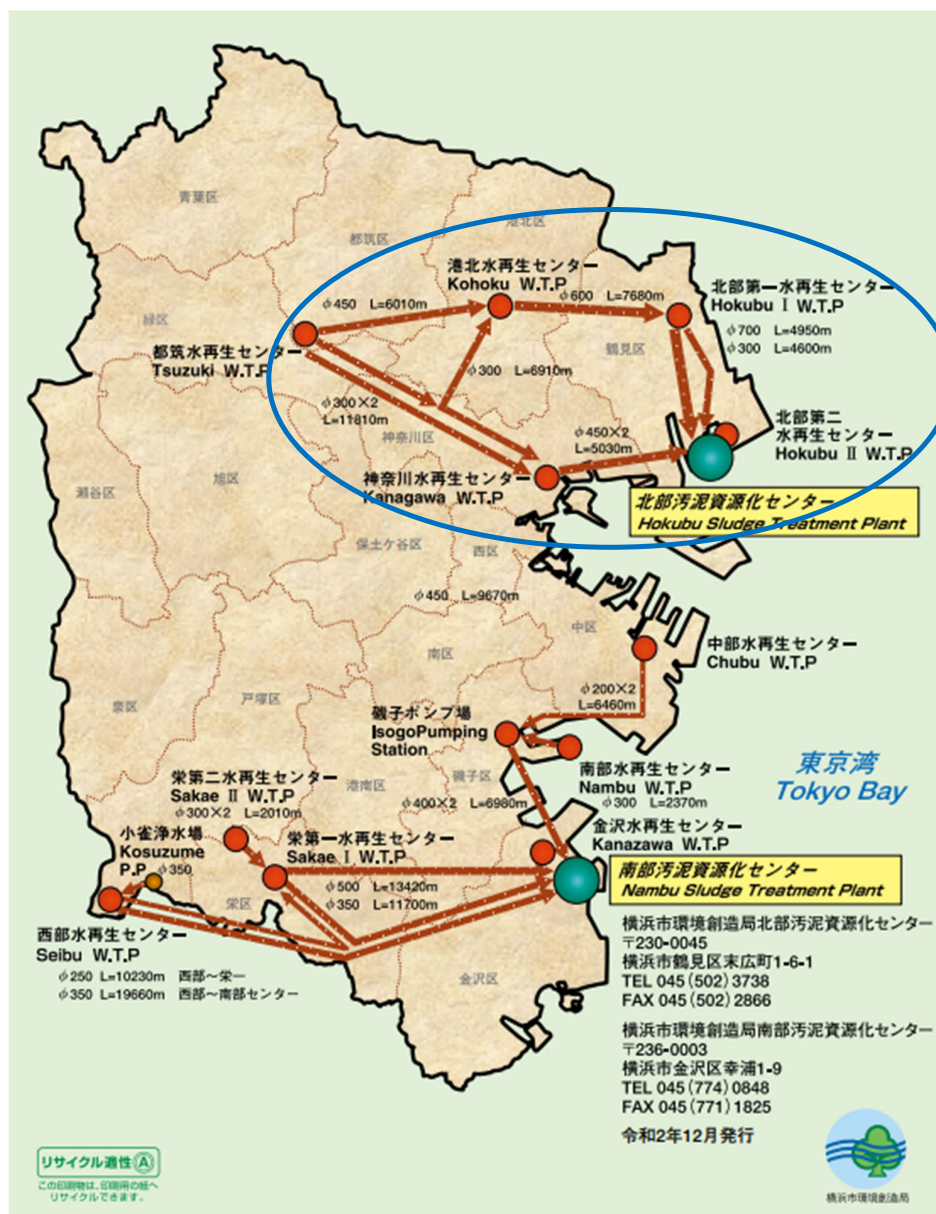 青葉区
都筑区
港北区
緑区
港北水再生センター
Kohoku W.T.P
φ450 L=6010m
φ600 L=7680m
北部第一水再生センター
Hokubu I W.T.P
φ700 L=4950m
φ300 L=4600m
鶴見区
都筑水再生センター
Tsuzuki W.T.P
φ300 L=6910m
φ300×2
L=11810m
神奈川区
φ450×2
L=5030m
北部第二
水再生センター
Hokubu II W.T.P
神奈川水再生センター
Kanagawa W.T.P
北部汚泥資源化センター
Hokubu Sludge Treatment Plant
瀬谷区
旭区
保土ケ谷区
西区
φ450 L=9670m
中区
中部水再生センター
Chubu W.T.P
南区
泉区
戸塚区
φ200×2
L=6460m
磯子ポンプ場
IsogoPumping
Station
東京湾
Tokyo Bay
南部水再生センター
Nambu W.T.P
φ300 L=2370m
港南区
磯子区
φ400×2 L=6980m
栄第二水再生センター
Sakae II W.T.P
φ300×2 L=2010m
小雀浄水場
Kosuzume
P.P
φ350
栄第一水再生センター
Sakae I W.T.P
金沢水再生センター
Kanazawa W.T.P
南部汚泥資源化センター
Nambu Sludge Treatment Plant
φ500 L=13420m
φ350 L=11700m
栄区
西部水再生センター
Seibu W.T.P
φ250 L=10230m 西部～栄一
φ350 L=19660m 西部～南部センター
金沢区
横浜市環境創造局北部汚泥資源化センター
〒230-0045
横浜市鶴見区末広町1-6-1
TEL 045(502)3738
FAX 045(502)2866
横浜市環境創造局南部汚泥資源化センター
〒236-0003
横浜市金沢区幸浦1-9
TEL 045(774)0848
FAX 045(771)1825
令和2年12月発行
リサイクル適性Ⓐ
この印刷物は、印刷用の紙へ
リサイクルできます。
横浜市環境創造局